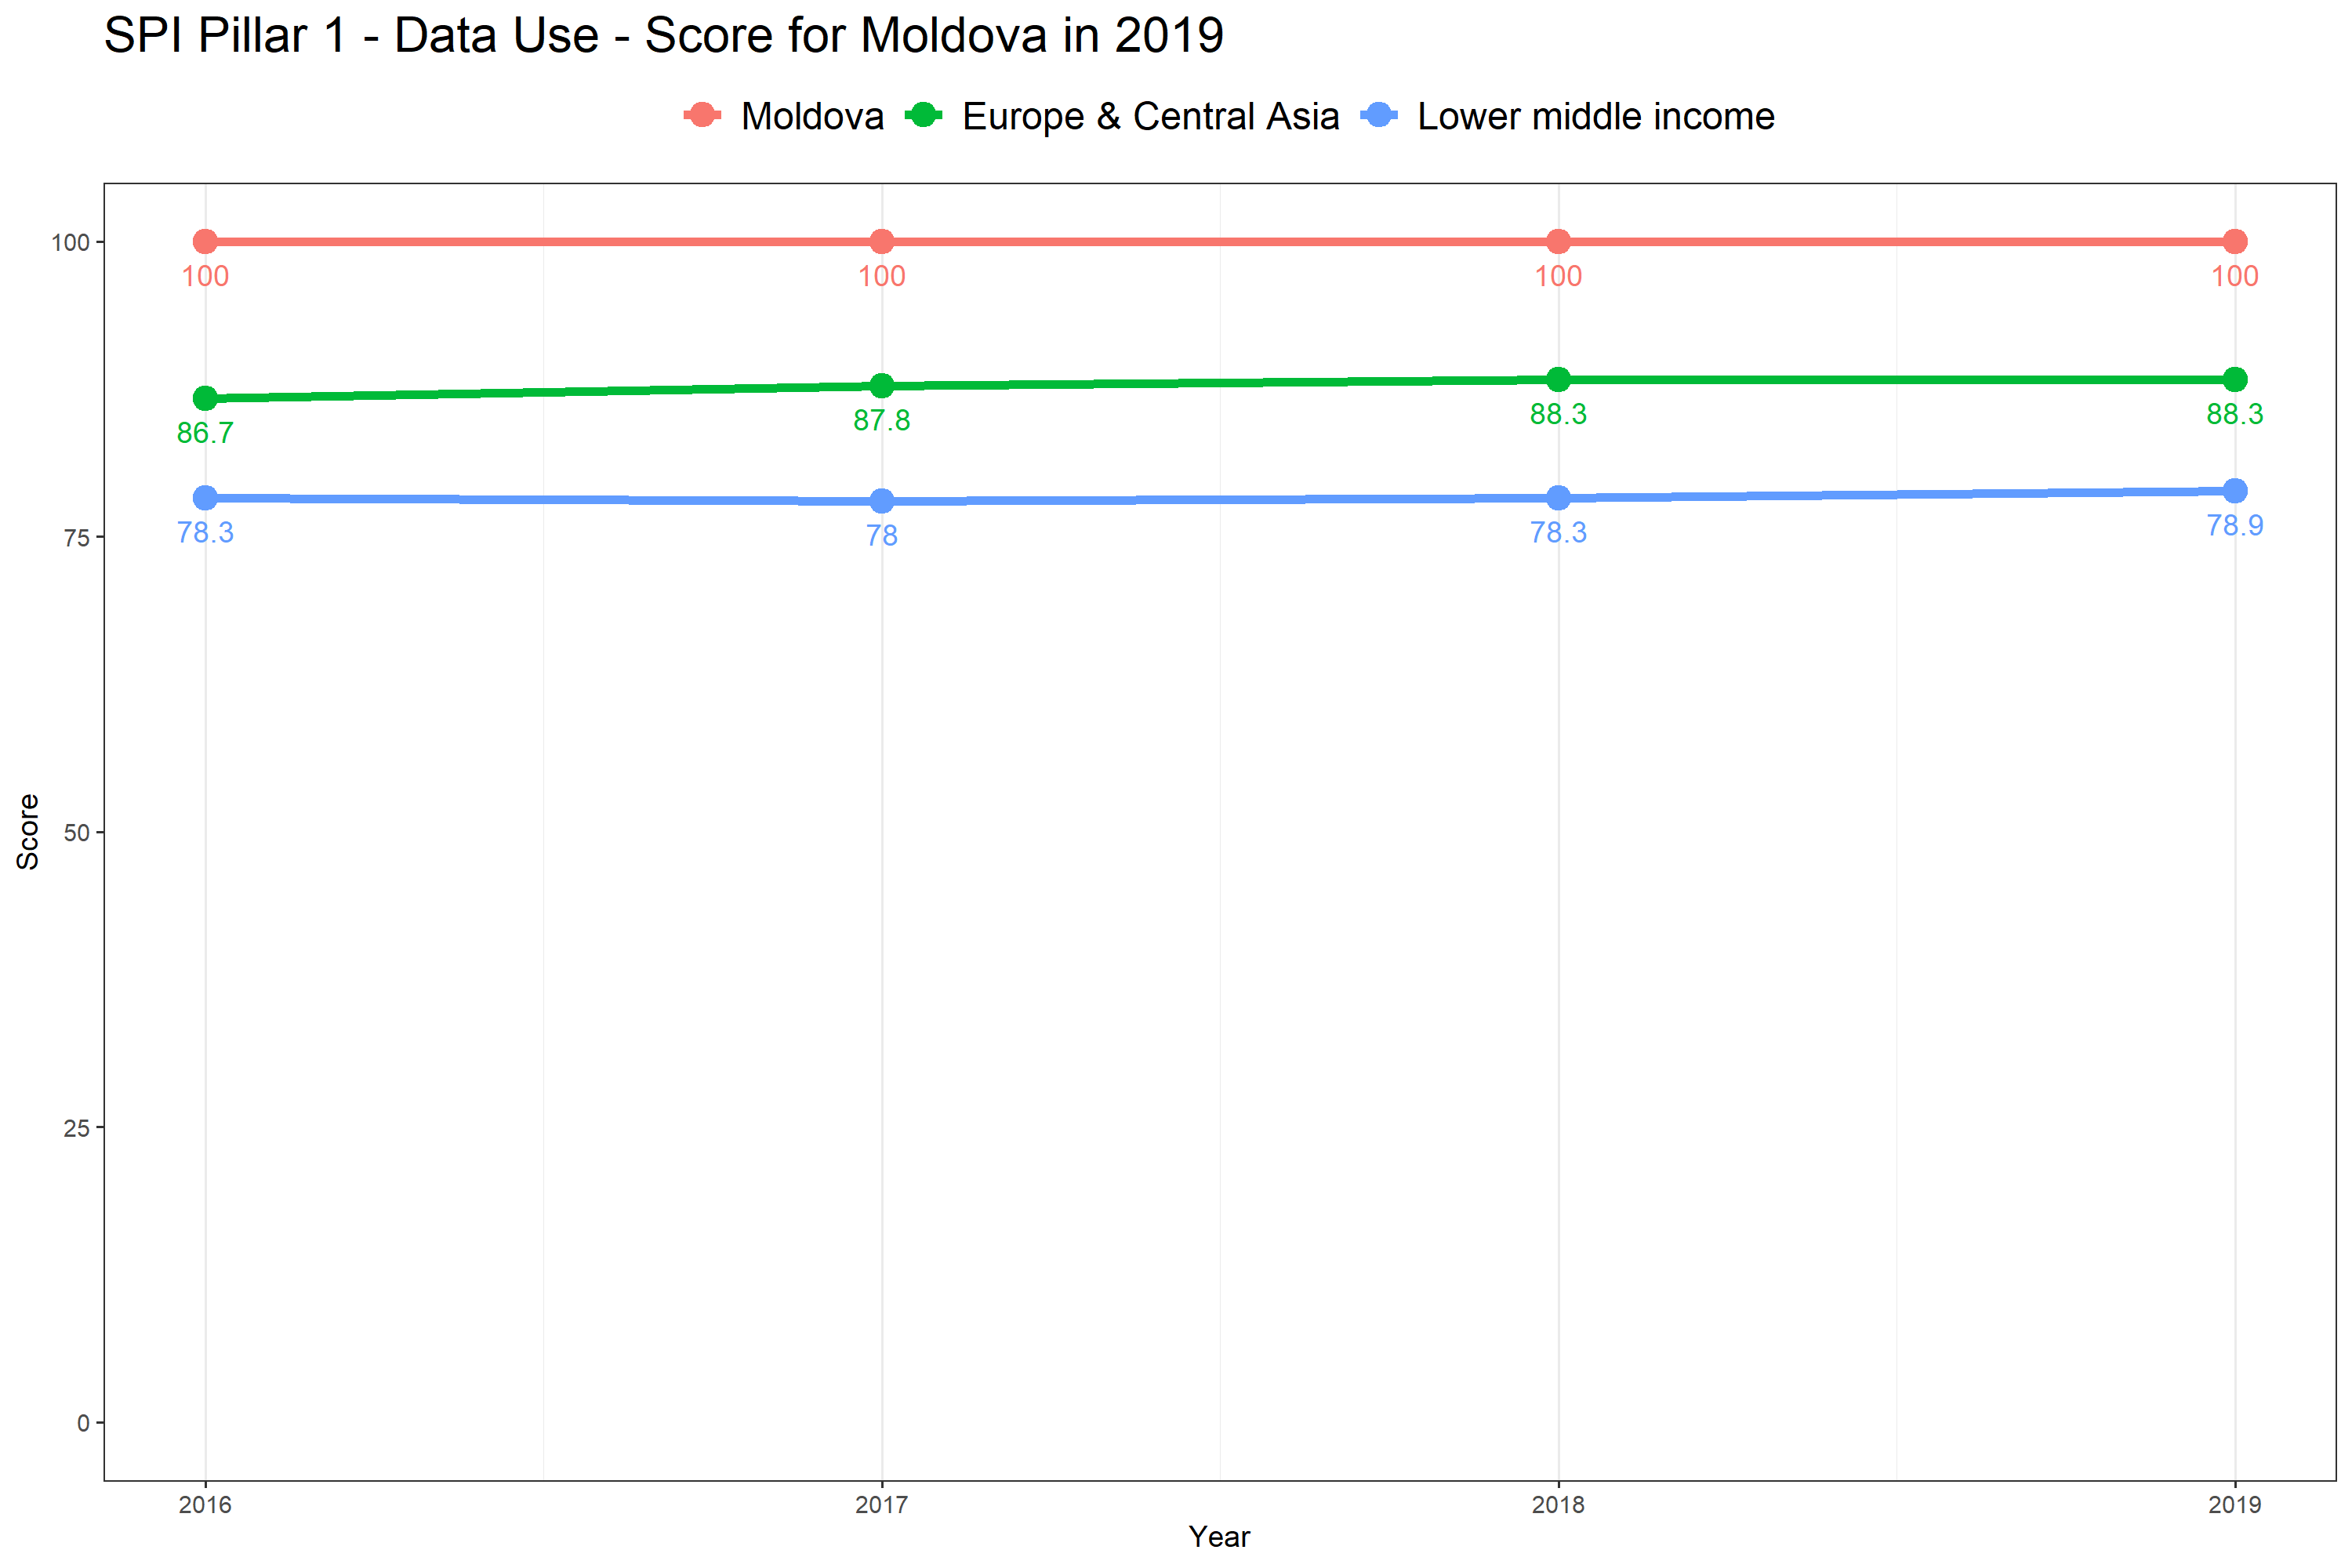 SPI Pillar 1 - Data Use - Score for Moldova in 2019
Moldova Europe & Central Asia Lower middle income
100
100 100 100 100
86.7 87.8 88.3 88.3
78.3 78 78.3 78.9
75
50
Score
25
0
2016 2017 2018 2019
Year